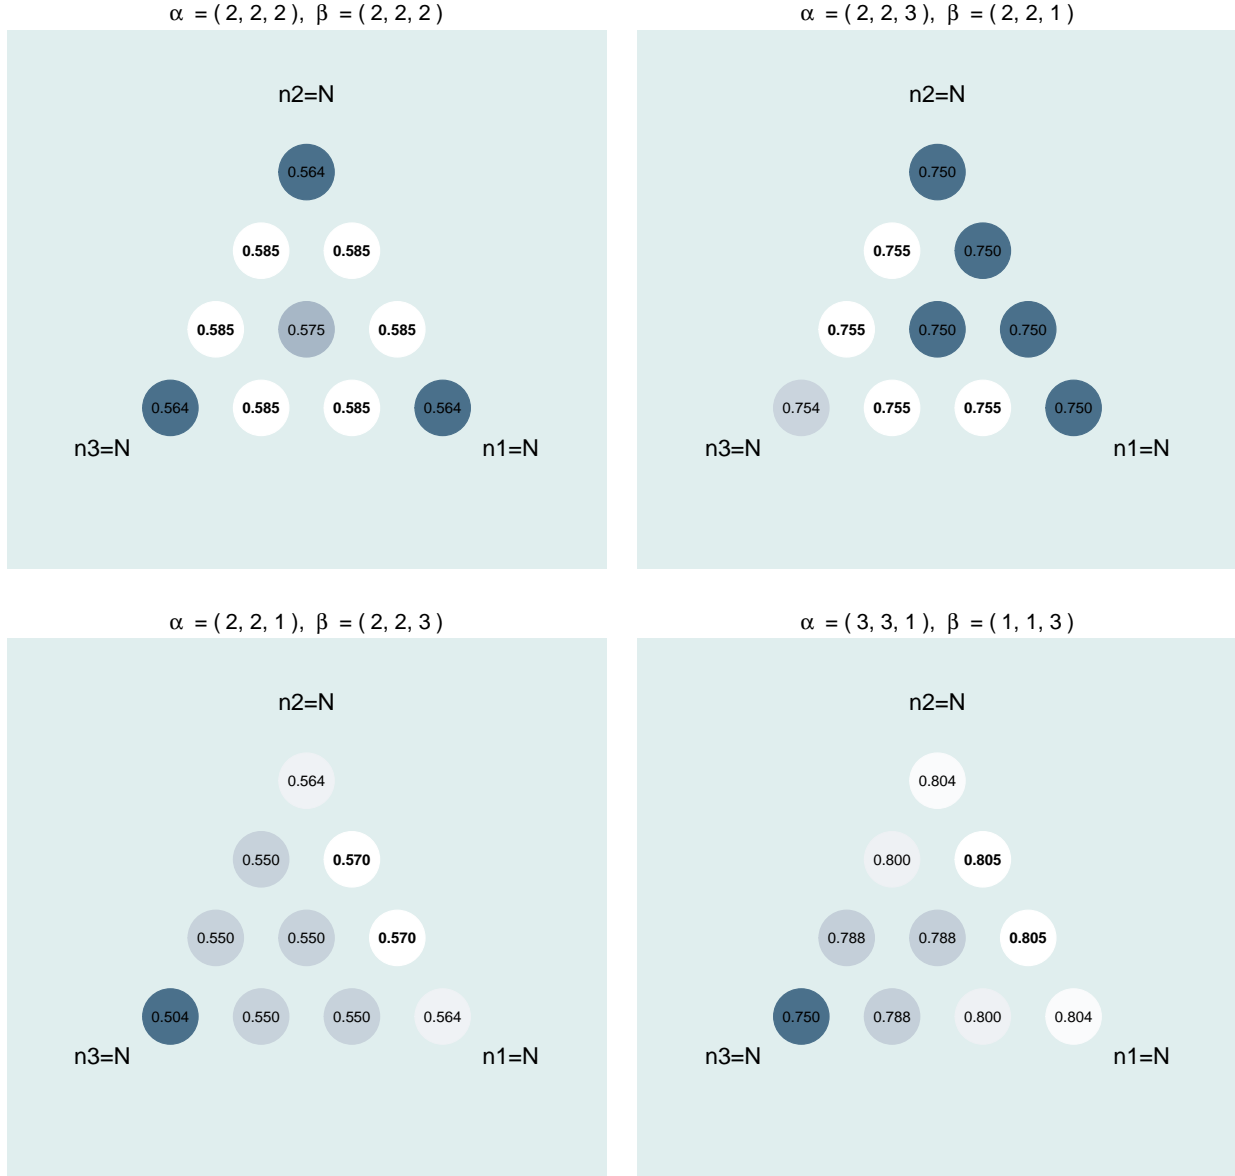 α = ( 2, 2, 2 ), β = ( 2, 2, 2 )
n2=N
0.564
0.585 0.585
0.585 0.575 0.585
0.564 0.585 0.585 0.564
n3=N n1=N
α = ( 2, 2, 3 ), β = ( 2, 2, 1 )
n2=N
0.750
0.755 0.750
0.755 0.750 0.750
0.754 0.755 0.755 0.750
n3=N n1=N
α = ( 2, 2, 1 ), β = ( 2, 2, 3 )
n2=N
0.564
0.550 0.570
0.550 0.550 0.570
0.504 0.550 0.550 0.564
n3=N n1=N
α = ( 3, 3, 1 ), β = ( 1, 1, 3 )
n2=N
0.804
0.800 0.805
0.788 0.788 0.805
0.750 0.788 0.800 0.804
n3=N n1=N